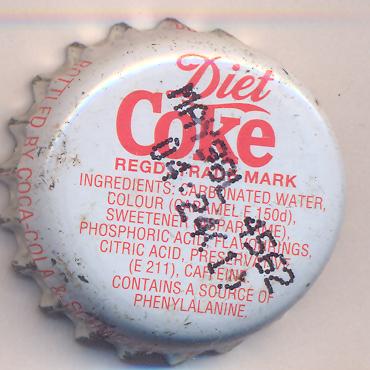 Diet
Coke
REGD. TRADE MARK
INGREDIENTS: CARBONATED WATER,
COLOUR (CARAMEL E 150d),
SWEETENER (ASPARTAME),
PHOSPHORIC ACID, FLAVOURINGS,
CITRIC ACID, PRESERVATIVE
(E 211), CAFFEINE.
CONTAINS A SOURCE OF
PHENYLALANINE.
BOTTLED BY COCA-COLA &